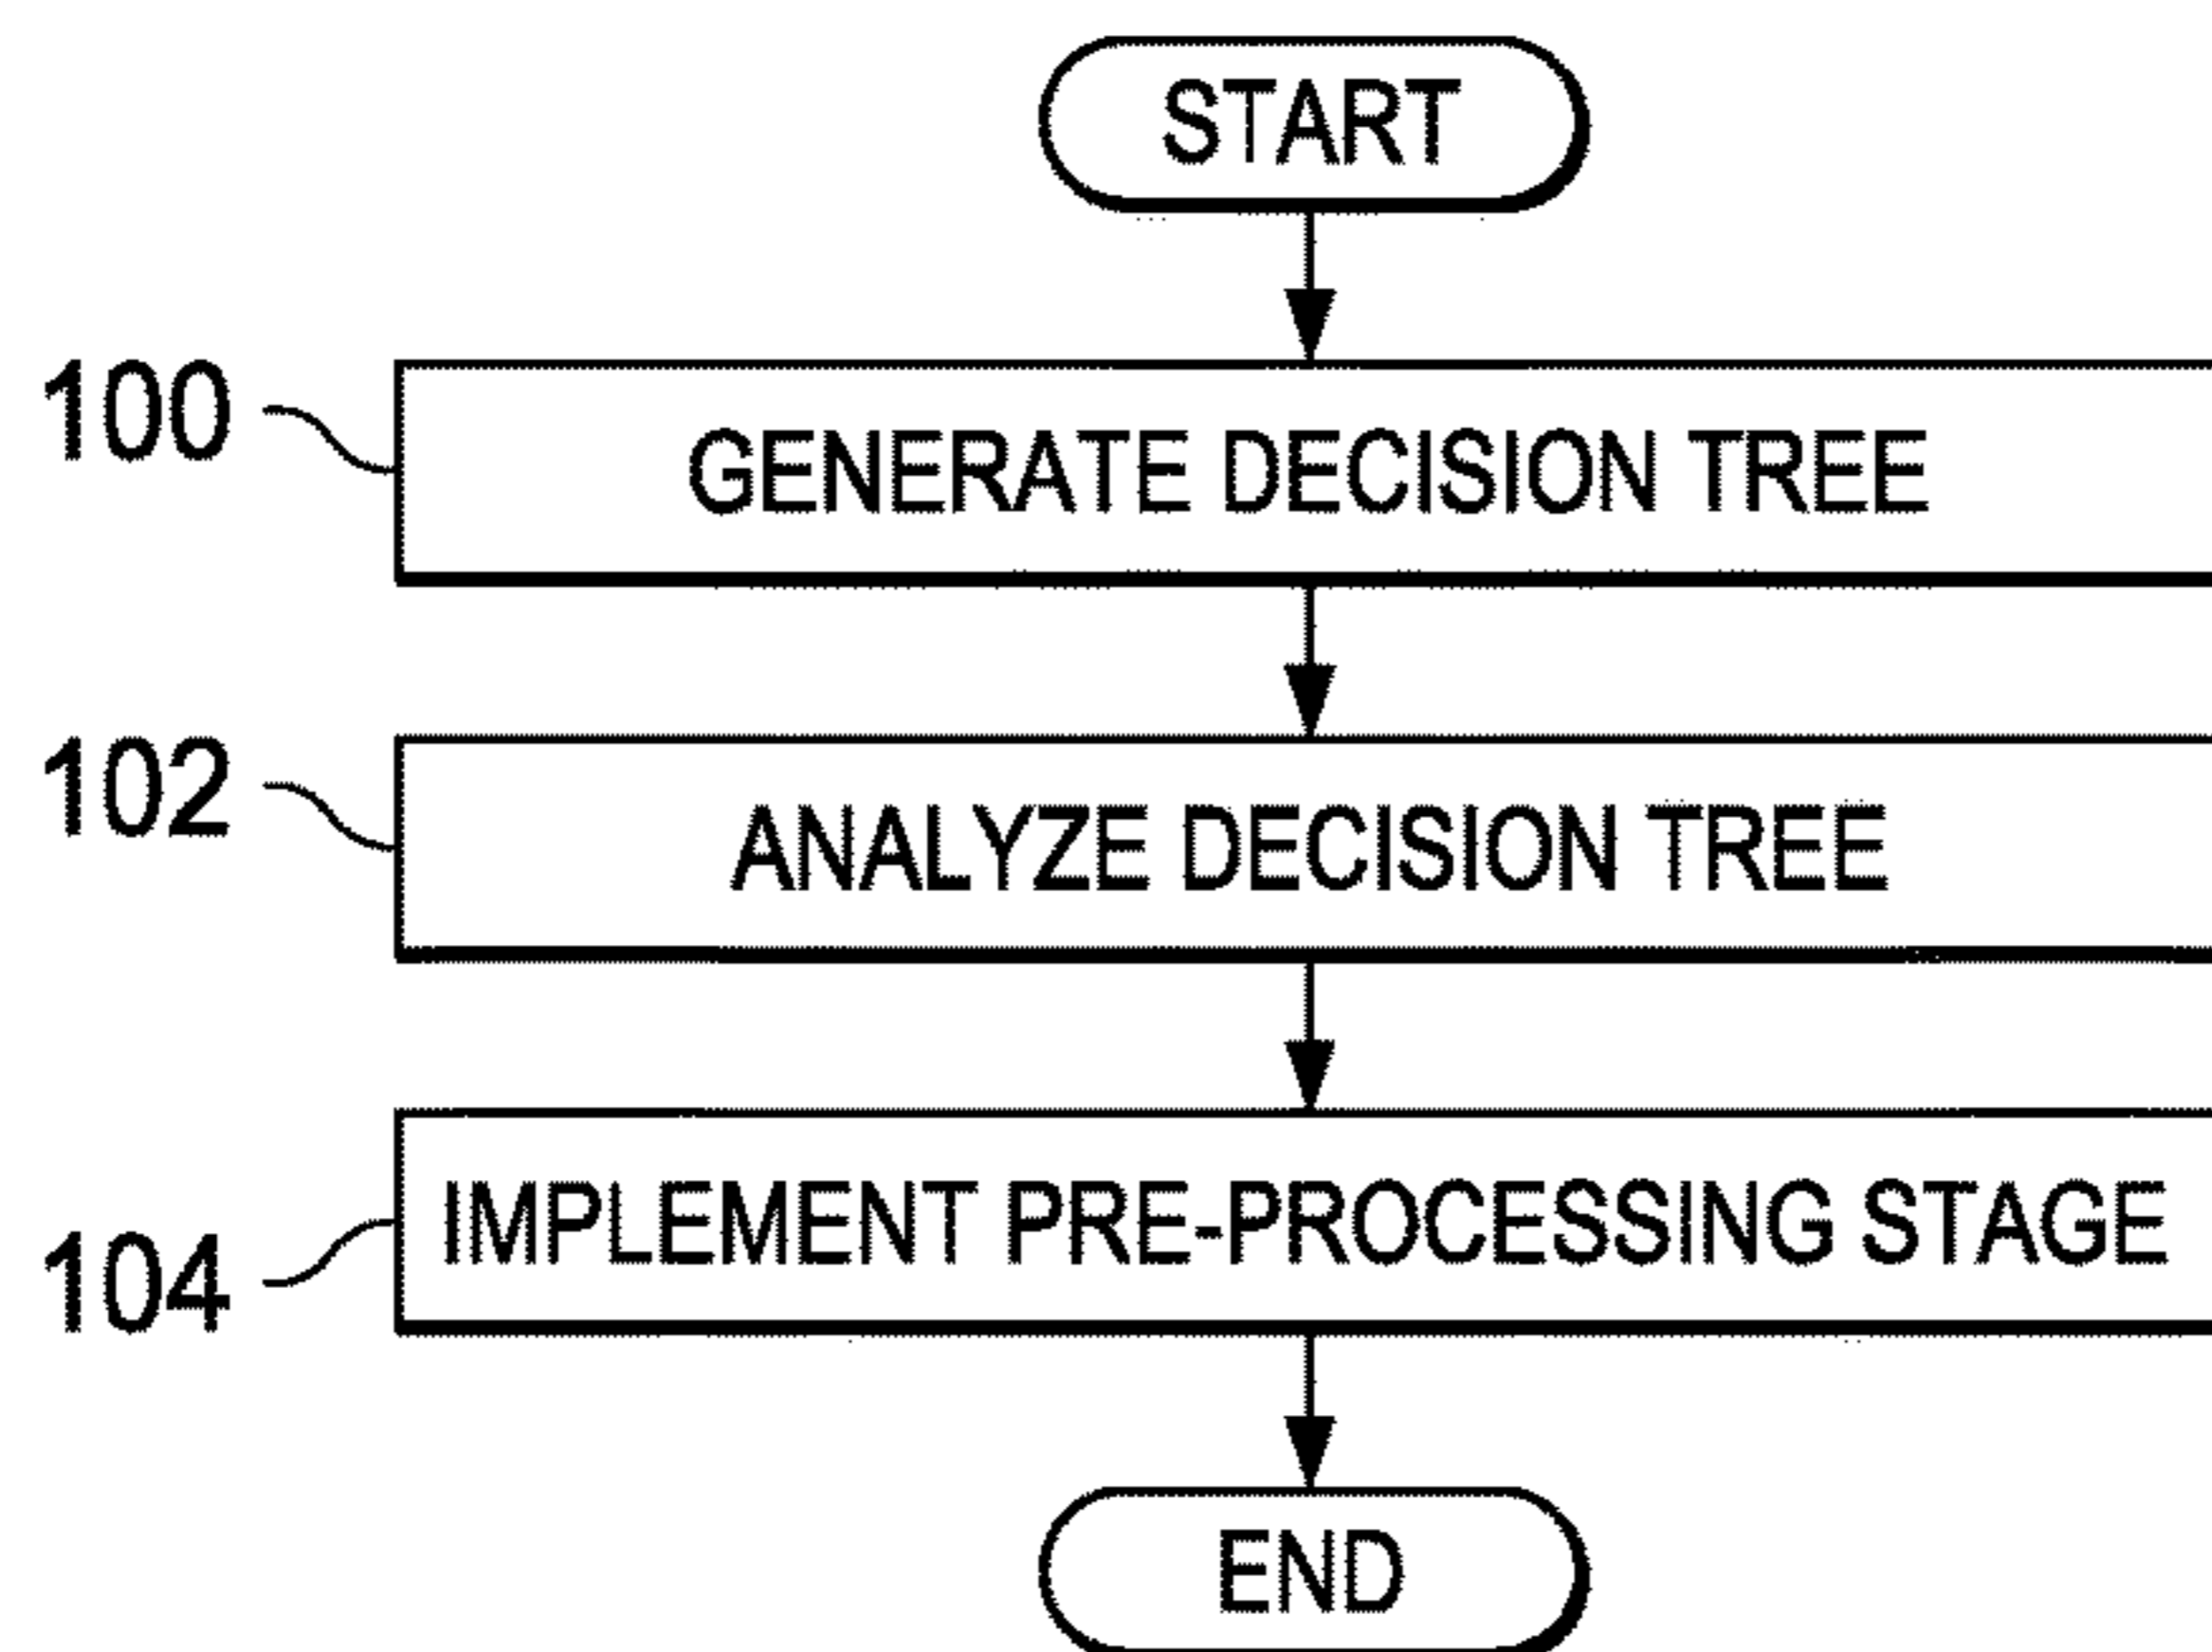 START
100
GENERATE DECISION TREE
102
ANALYZE DECISION TREE
104
IMPLEMENT PRE-PROCESSING STAGE
END